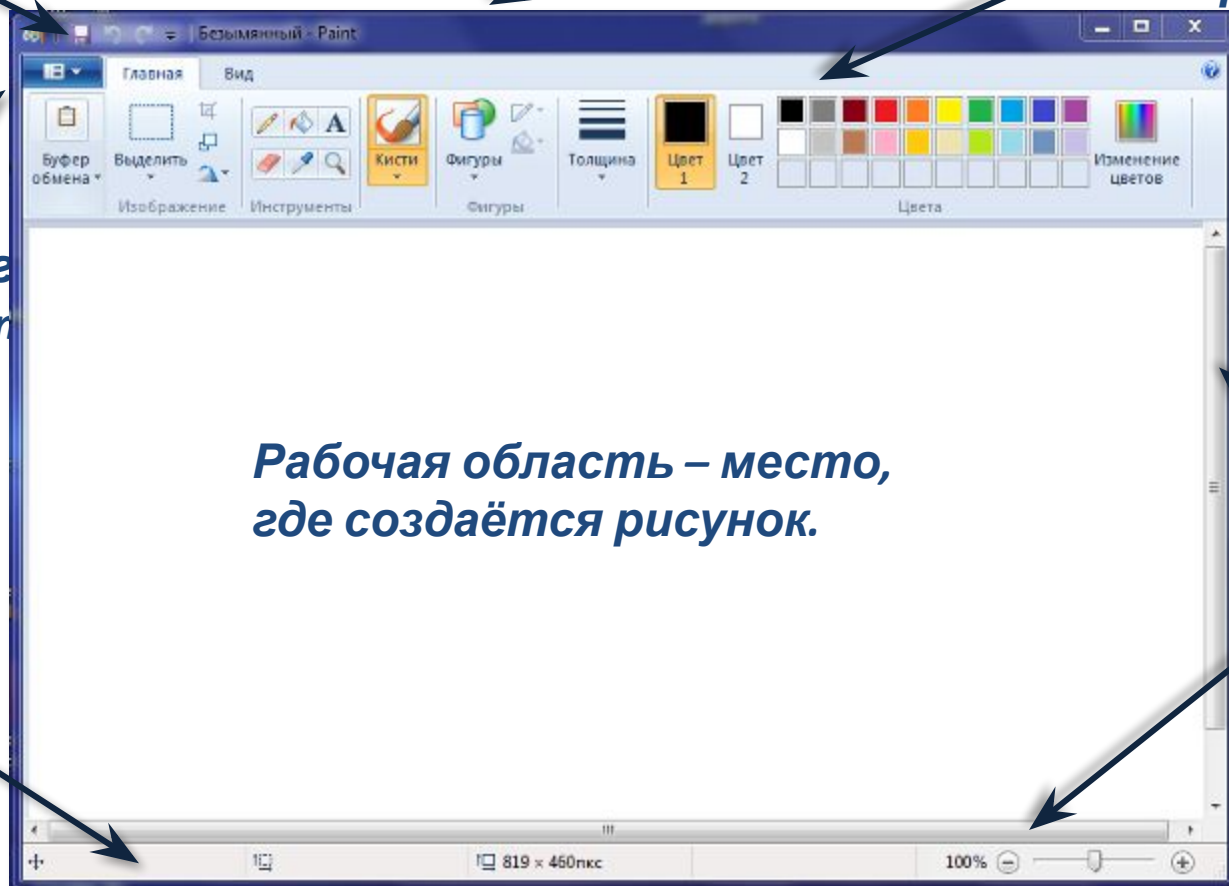 Безымянный - Paint
Главная Вид
Буфер обмена
Выделить
Изображение
A
Инструменты
Кисти
Фигуры
Фигуры
Толщина
Цвет 1
Цвет 2
Изменение цветов
Цвета
Рабочая область – место,
где создаётся рисунок.
819 × 460пкс
100%